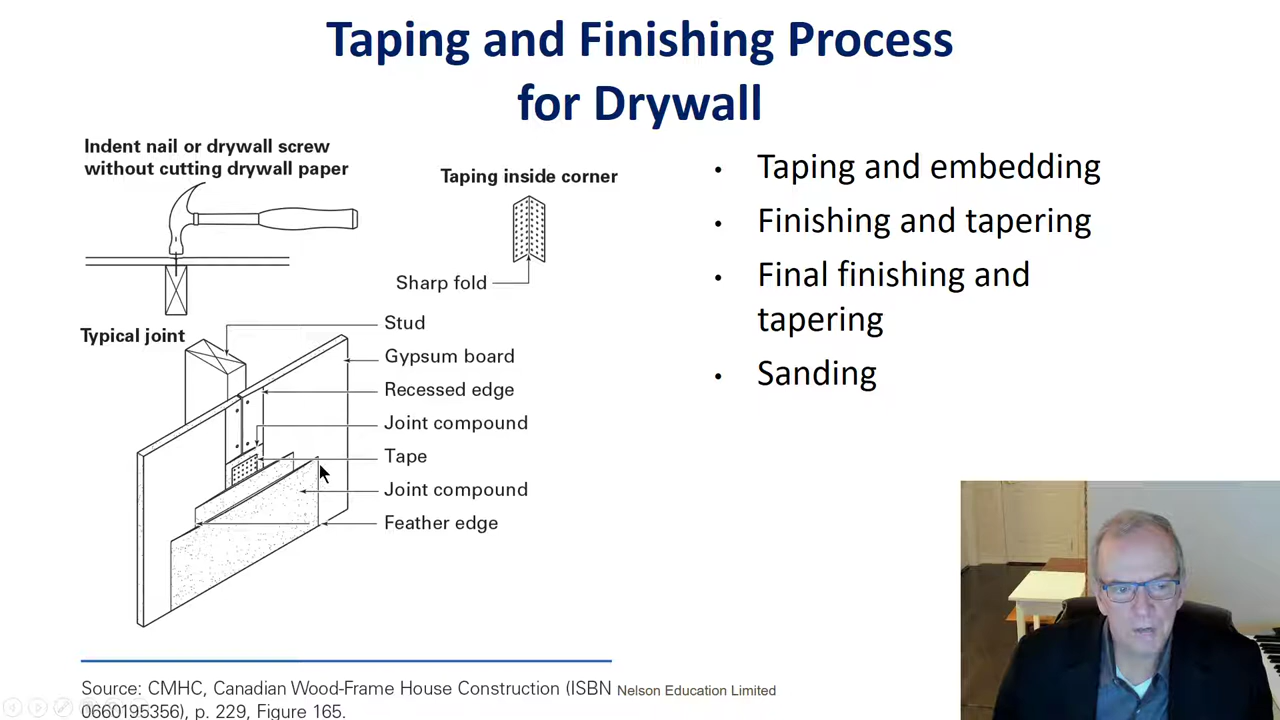 Taping and Finishing Process
for Drywall
Indent nail or drywall screw
without cutting drywall paper
Taping inside corner
Sharp fold
Typical joint
Stud
Gypsum board
Recessed edge
Joint compound
Tape
Joint compound
Feather edge
• Taping and embedding
• Finishing and tapering
• Final finishing and
tapering
• Sanding
Source: CMHC, Canadian Wood-Frame House Construction (ISBN Nelson Education Limited
0660195356), p. 229, Figure 165.